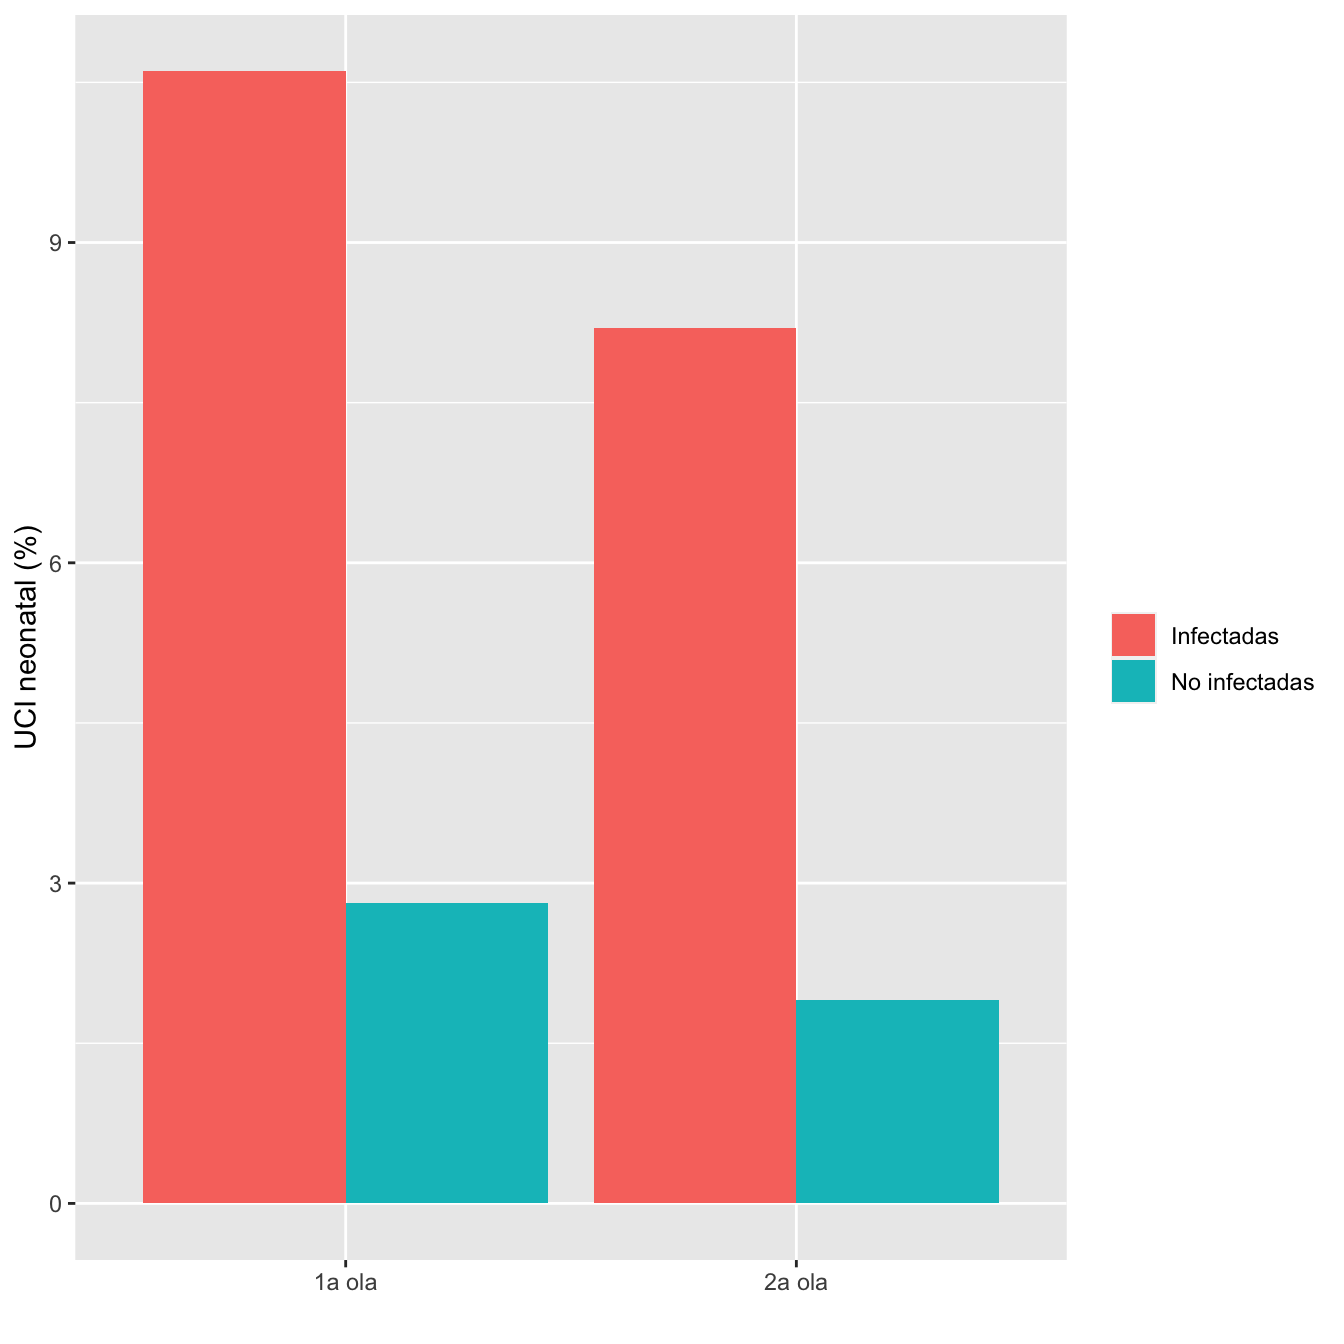 UCI neonatal (%)
9
6
3
0
1a ola
2a ola
Infectadas
No infectadas